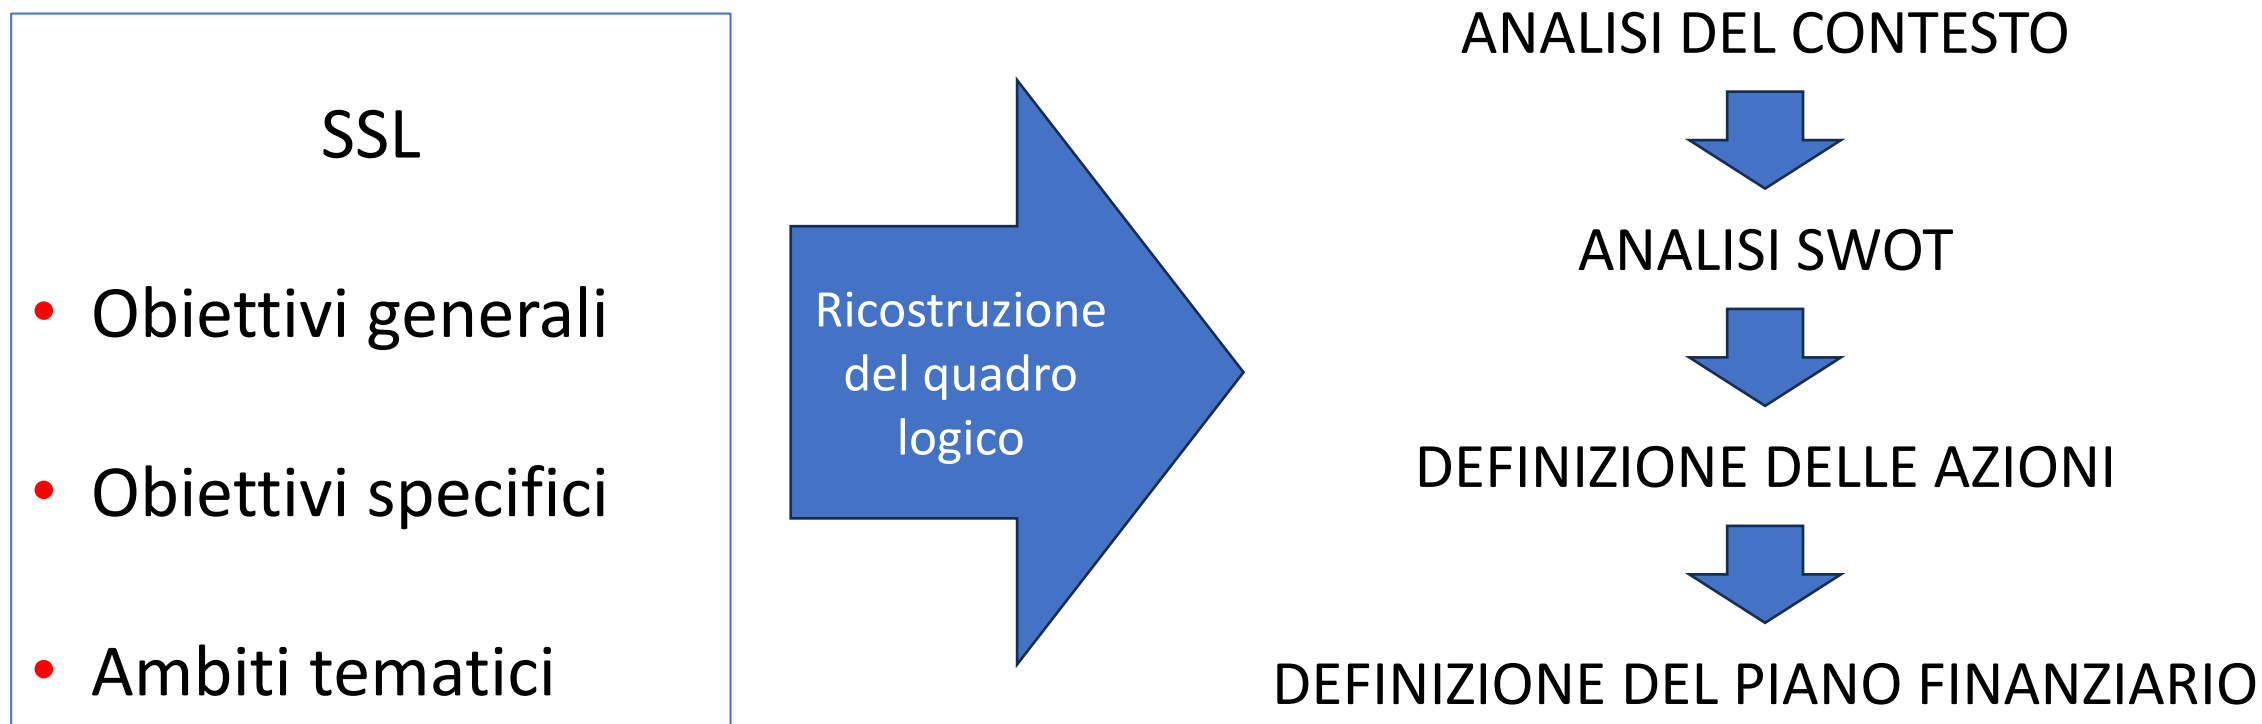 SSL
• Obiettivi generali
• Obiettivi specifici
• Ambiti tematici
Ricostruzione
del quadro
logico
ANALISI DEL CONTESTO
ANALISI SWOT
DEFINIZIONE DELLE AZIONI
DEFINIZIONE DEL PIANO FINANZIARIO